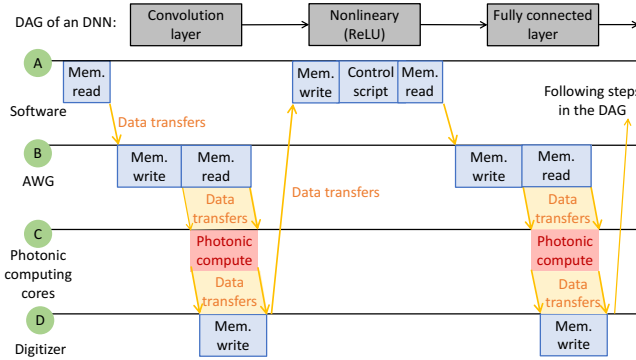 DAG of an DNN:
Convolution
layer
Nonlineary
(ReLU)
Fully connected
layer
A
Software
Mem.
read
Mem.
write
Control
script
Mem.
read
Following steps
in the DAG
Data transfers
B
AWG
Mem.
write
Mem.
read
Data transfers
Mem.
write
Mem.
read
Data
transfers
Data
transfers
C
Photonic
computing
cores
Photonic
compute
Photonic
compute
Data
transfers
Data
transfers
D
Digitizer
Mem.
write
Mem.
write